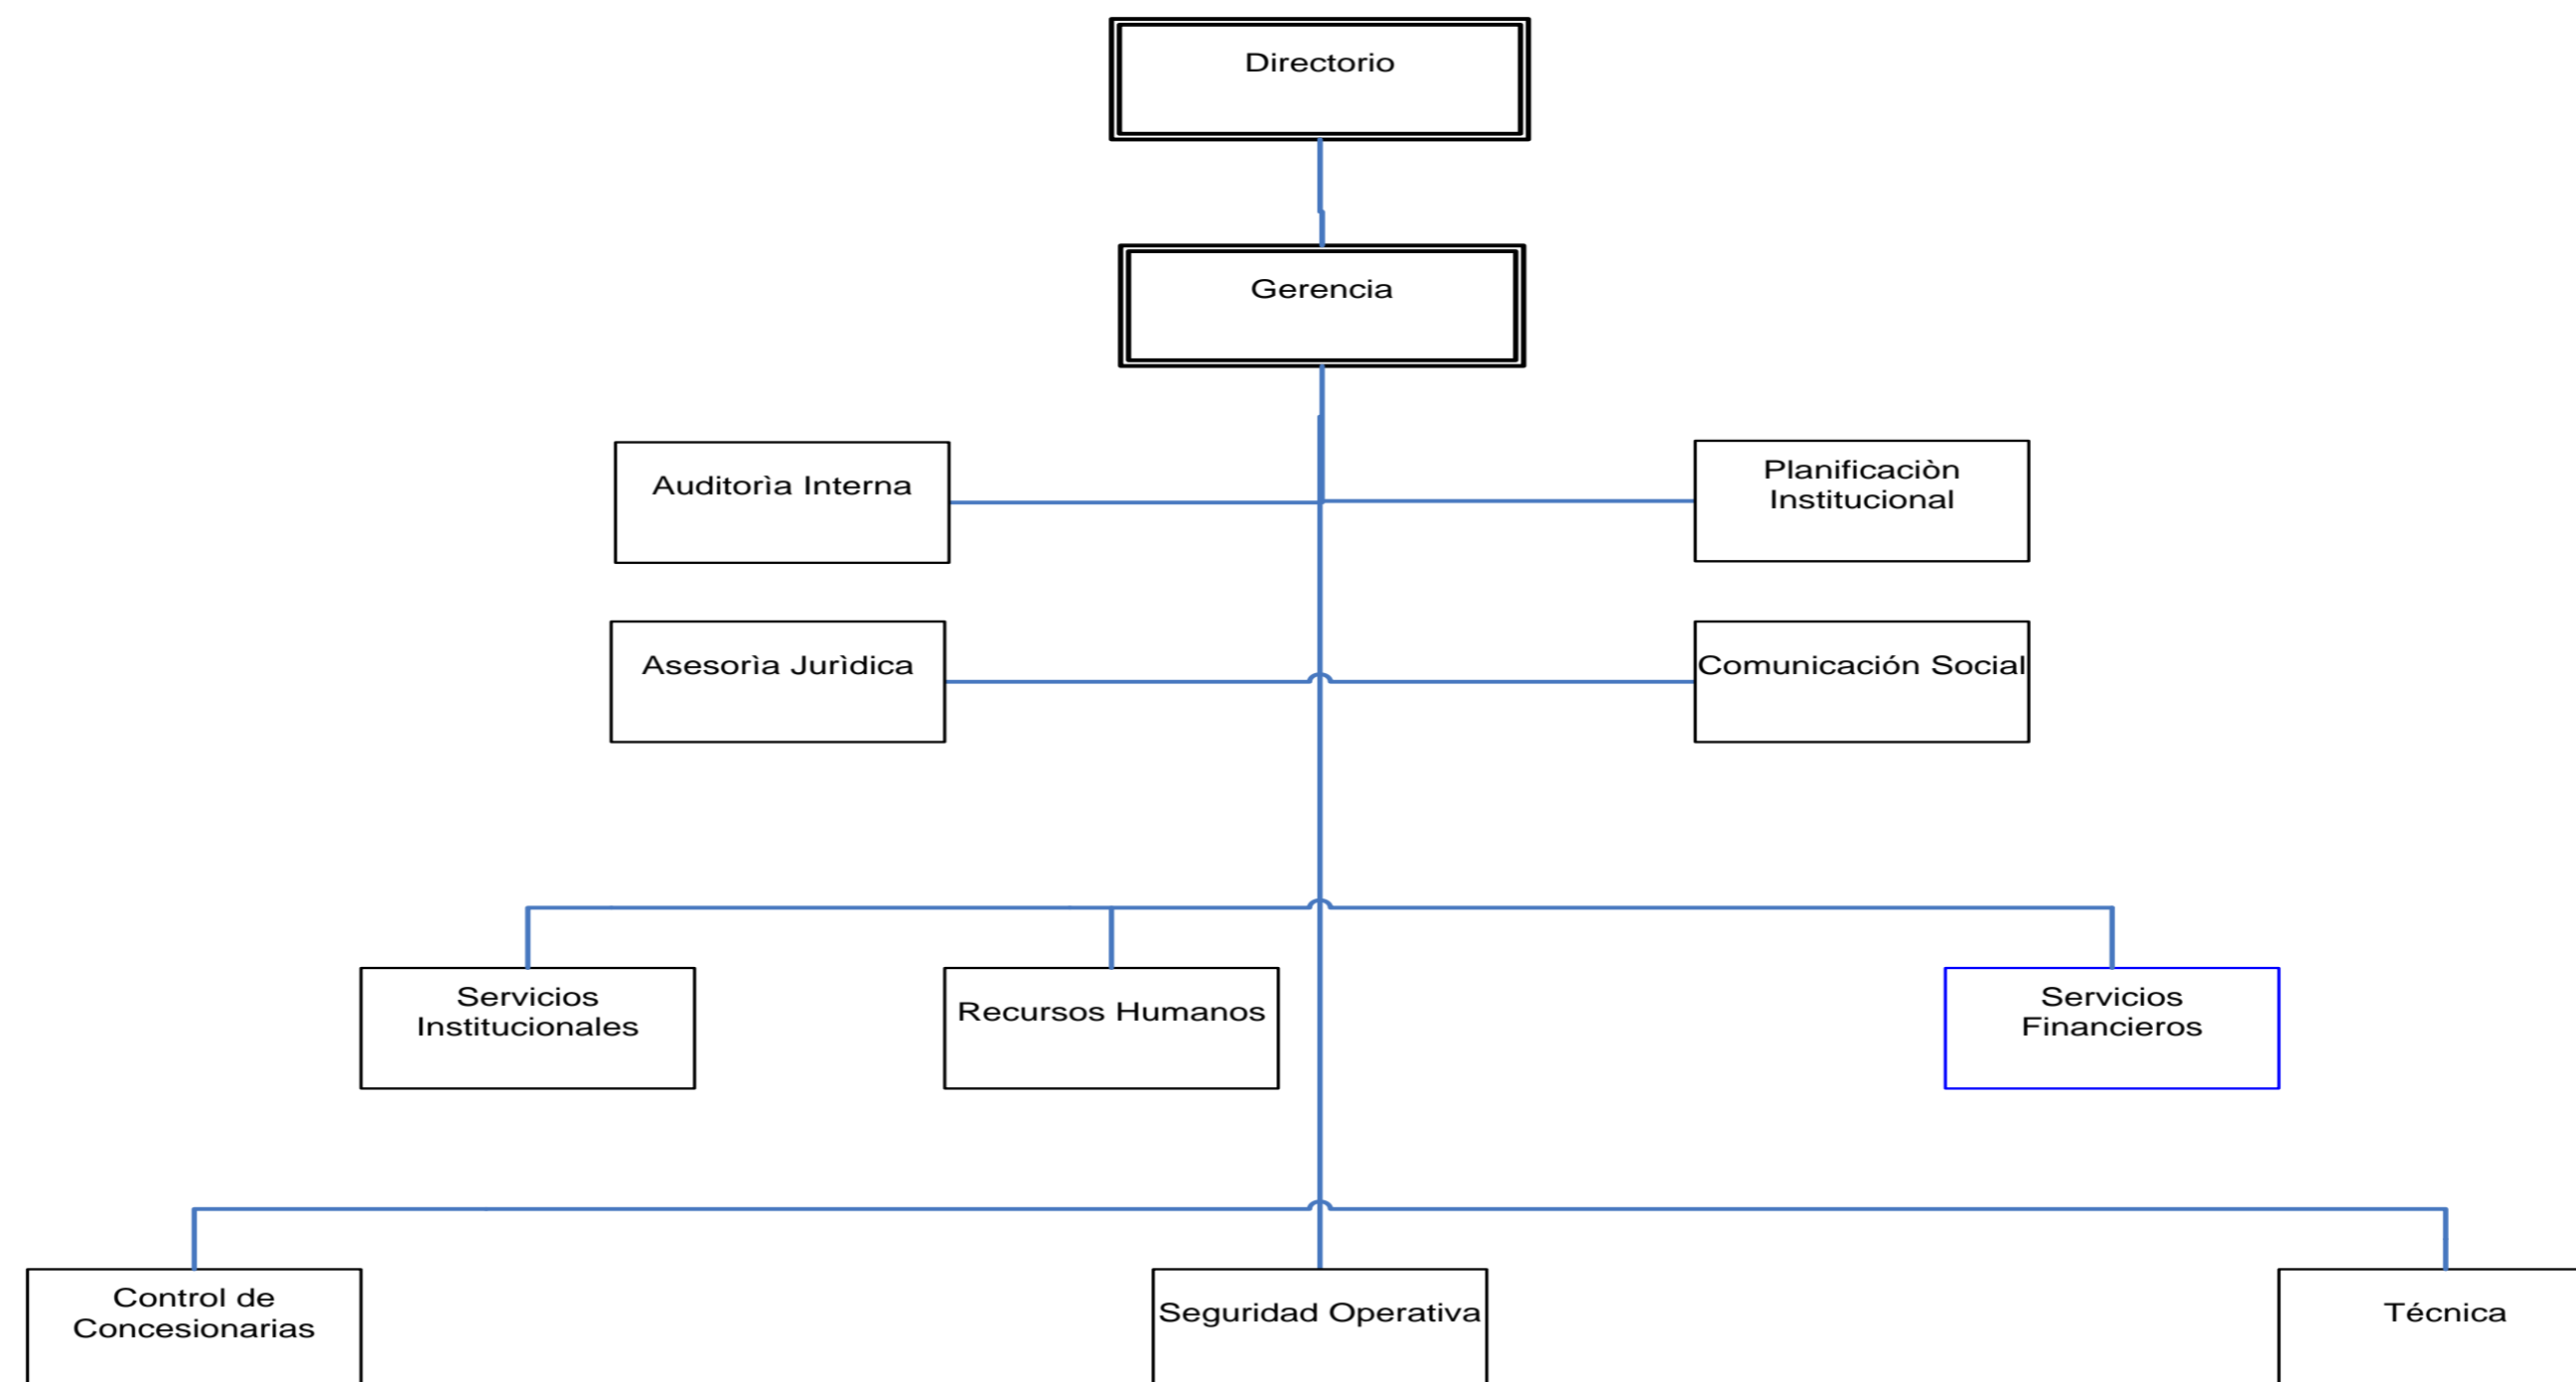 Directorio
Gerencia
Auditorìa Interna
Planificaciòn
Institucional
Asesorìa Jurìdica
Comunicación Social
Servicios
Institucionales
Recursos Humanos
Servicios
Financieros
Control de
Concesionarias
Seguridad Operativa
Técnica